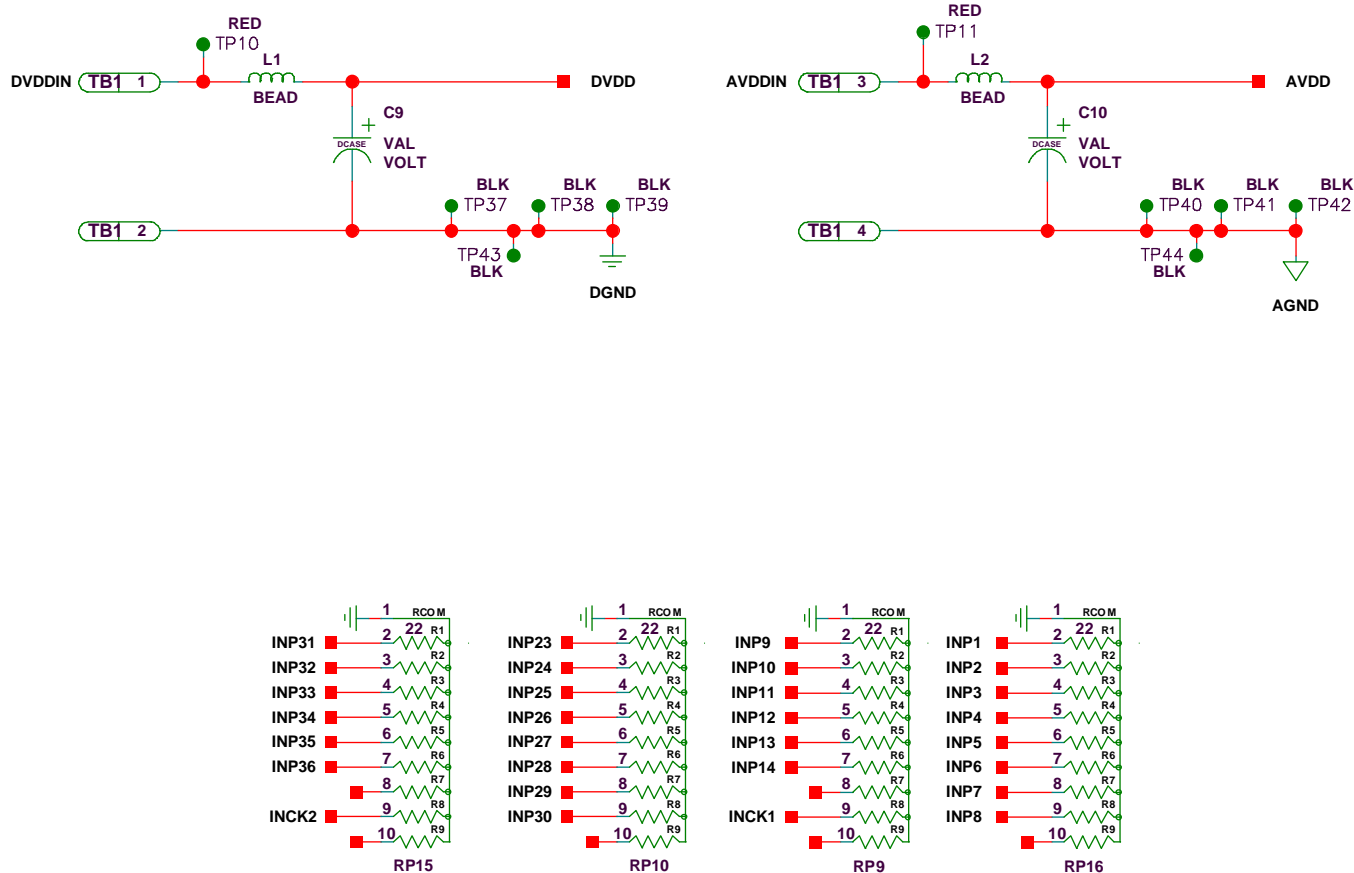 RED
TP10
L1
DVDDIN TB1 1 DVDD
BEAD
C9
+
DCASE VAL
VOLT
BLK BLK BLK
TP37 TP38 TP39
TB1 2
TP43
BLK
DGND
RED
TP11
L2
AVDDIN TB1 3 AVDD
BEAD
C10
+
DCASE VAL
VOLT
BLK BLK BLK
TP40 TP41 TP42
TB1 4
TP44
BLK
AGND
1 RCOM
22
INP31 2 R1
INP32 3 R2
INP33 4 R3
INP34 5 R4
INP35 6 R5
INP36 7 R6
8 R7
INCK2 9 R8
10 R9
RP15
1 RCOM
22
INP23 2 R1
INP24 3 R2
INP25 4 R3
INP26 5 R4
INP27 6 R5
INP28 7 R6
INP29 8 R7
INP30 9 R8
10 R9
RP10
1 RCOM
22
INP9 2 R1
INP10 3 R2
INP11 4 R3
INP12 5 R4
INP13 6 R5
INP14 7 R6
8 R7
INCK1 9 R8
10 R9
RP9
1 RCOM
22
INP1 2 R1
INP2 3 R2
INP3 4 R3
INP4 5 R4
INP5 6 R5
INP6 7 R6
INP7 8 R7
INP8 9 R8
10 R9
RP16